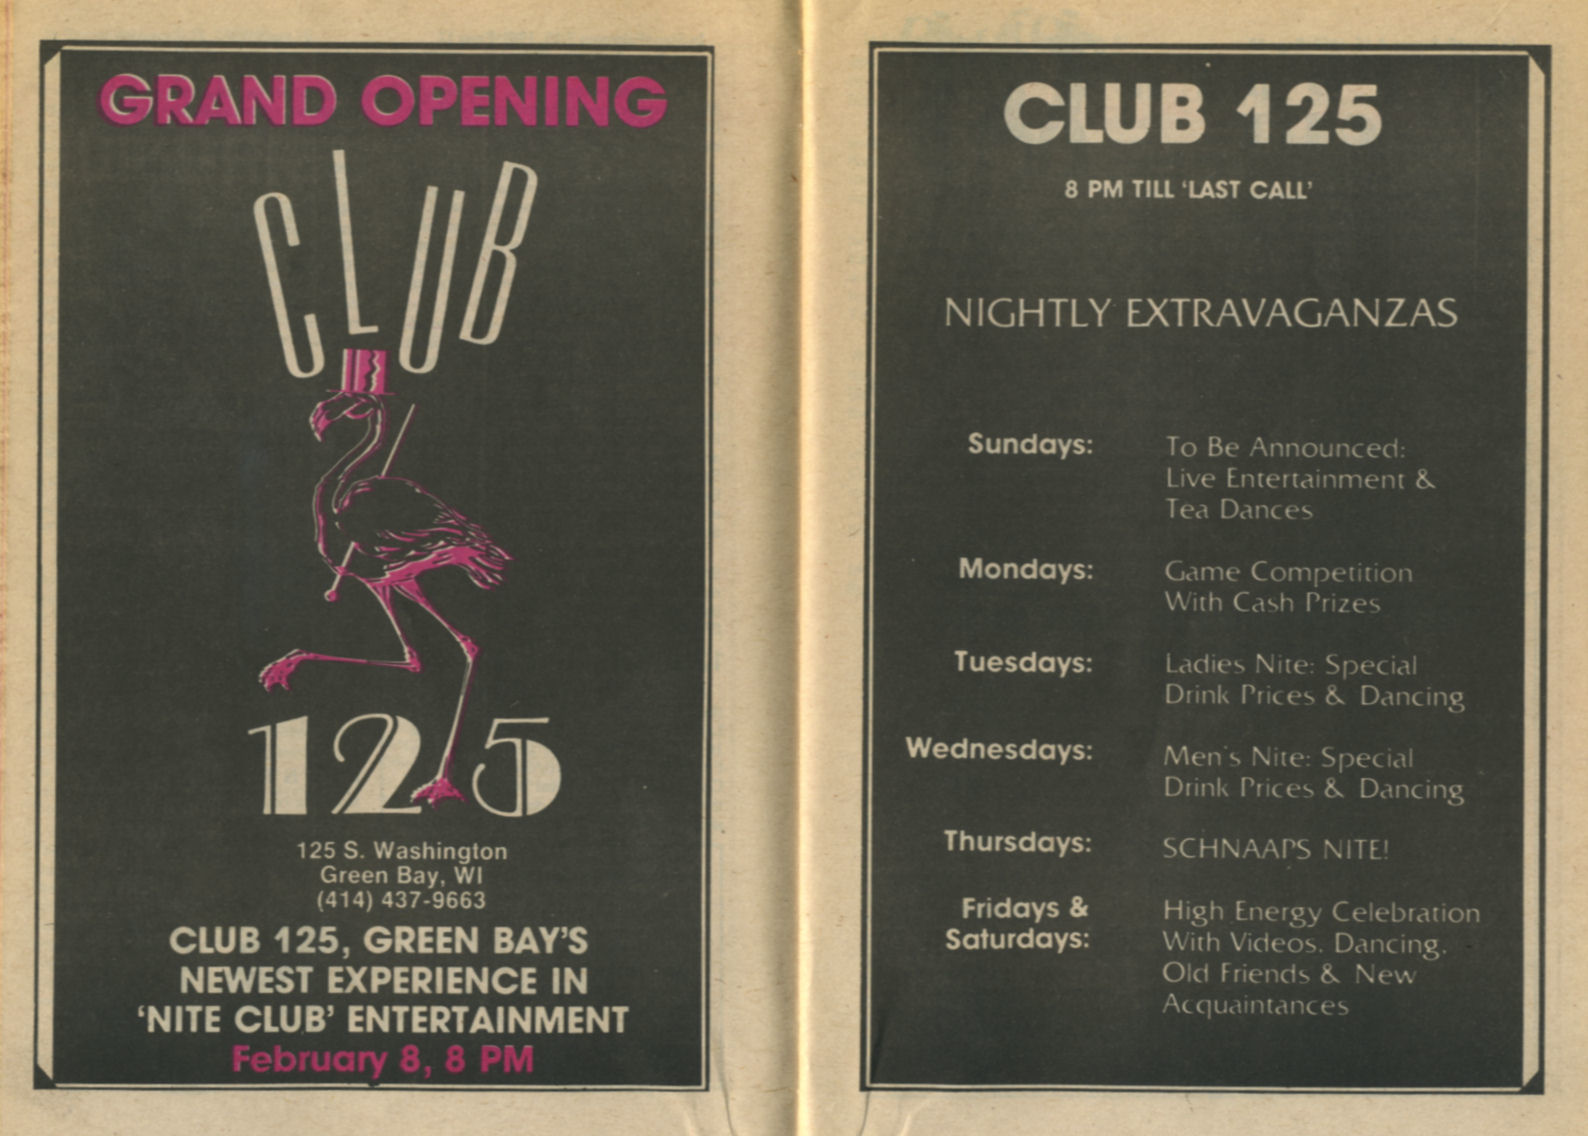 GRAND OPENING
CLUB
125
125 S. Washington
Green Bay, WI
(414) 437-9663
CLUB 125, GREEN BAY'S
NEWEST EXPERIENCE IN
'NITE CLUB' ENTERTAINMENT
February 8, 8 PM
CLUB 125
8 PM TILL 'LAST CALL'
NIGHTLY EXTRAVAGANZAS
Sundays: To Be Announced:
Live Entertainment &
Tea Dances
Mondays: Game Competition
With Cash Prizes
Tuesdays: Ladies Nite: Special
Drink Prices & Dancing
Wednesdays: Men's Nite: Special
Drink Prices & Dancing
Thursdays: SCHNAAPS NITE!
Fridays & High Energy Celebration
Saturdays: With Videos, Dancing,
Old Friends & New
Acquaintances